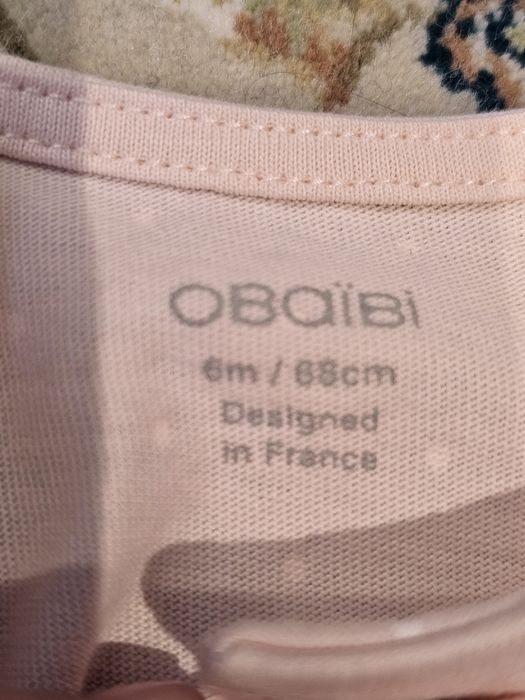 OBaïBi
6m / 68cm
Designed
in France